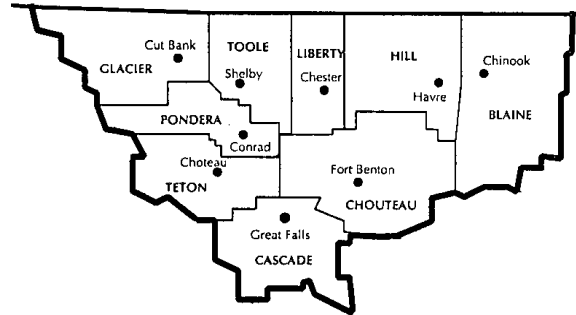 Cut Bank
GLACIER
TOOLE
Shelby
LIBERTY
Chester
HILL
Havre
Chinook
BLAINE
PONDERA
Conrad
Choteau
TETON
Fort Benton
CHOUTEAU
Great Falls
CASCADE